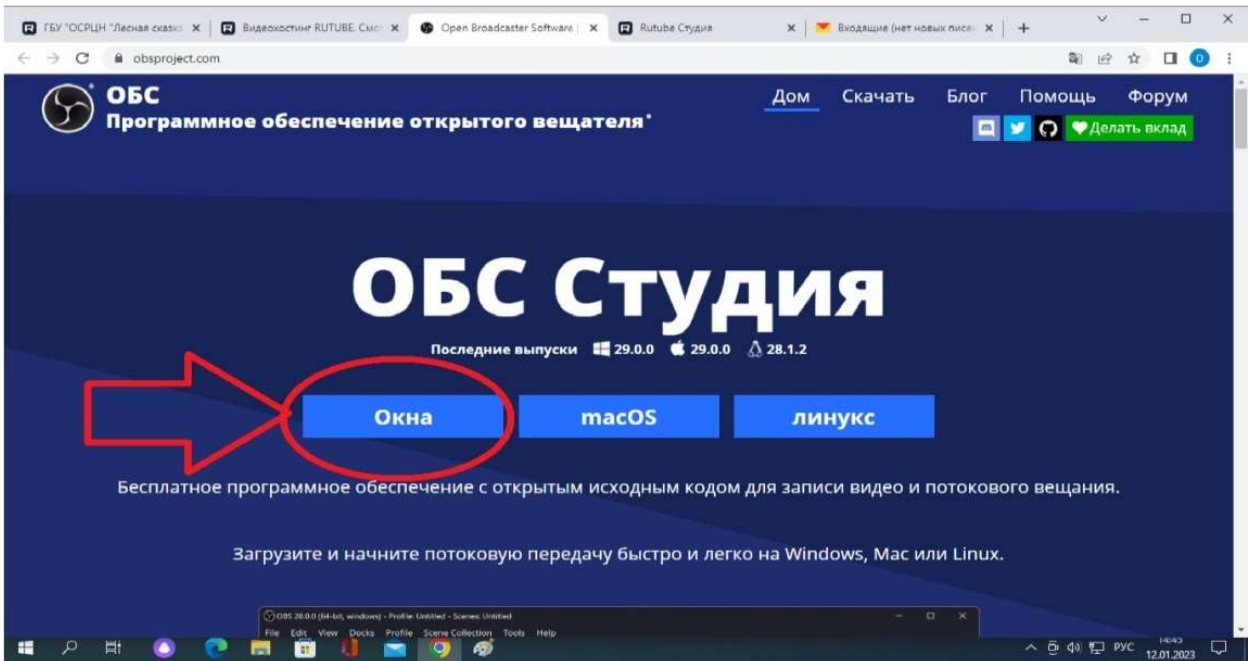 ГБУ "ОСРЦН "Лесная сказка
Видеохостинг RUTUBE. Смо
Open Broadcaster Software |
Rutube Студия
Входящие (нет новых писе
obsproject.com
ОБС
Программное обеспечение открытого вещателя
Дом Скачать Блог Помощь Форум
Делать вклад
ОБС Студия
Последние выпуски 29.0.0 29.0.0 28.1.2
Окна macOS линукс
Бесплатное программное обеспечение с открытым исходным кодом для записи видео и потокового вещания.
Загрузите и начните потоковую передачу быстро и легко на Windows, Mac или Linux.
OBS 28.0.0 (64-bit, windows) - Profile: Untitled - Scenes: Untitled
File Edit View Docks Profile Scene Collection Tools Help
РУС
14:45
12.01.2023